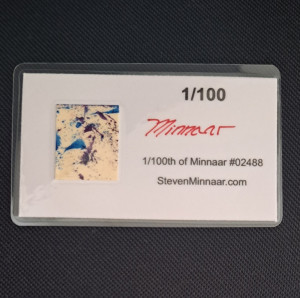 1/100
Minnaar
1/100th of Minnaar #02488
StevenMinnaar.com